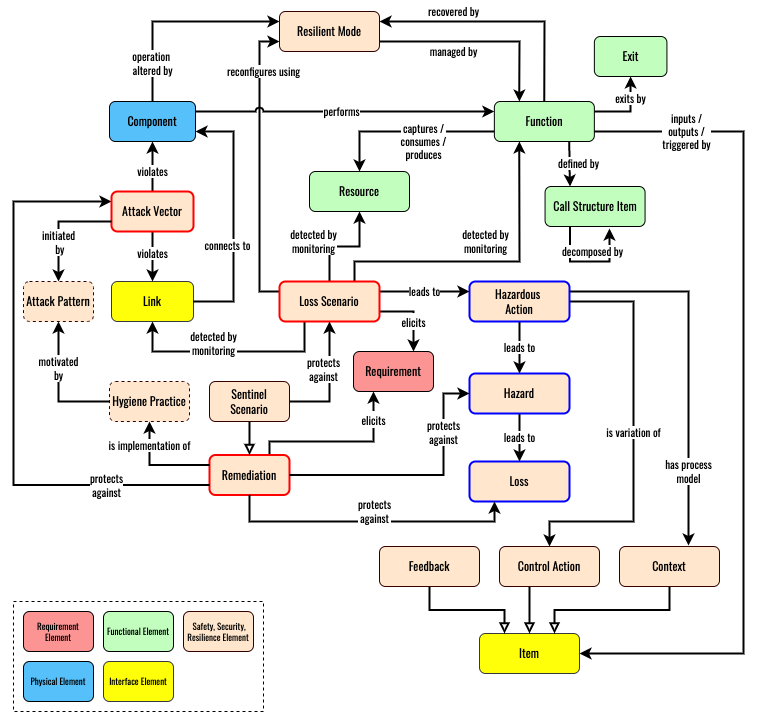 recovered by
Resilient Mode
managed by
operation
altered by
reconfigures using
Exit
exits by
Component
performs
Function
inputs /
outputs /
triggered by
captures /
consumes /
produces
defined by
violates
Resource
Attack Vector
Call Structure Item
initiated
by
violates
connects to
detected by
monitoring
detected by
monitoring
decomposed by
Attack Pattern
Link
Loss Scenario
leads to
Hazardous
Action
elicits
detected by
monitoring
leads to
motivated
by
protects
against
Requirement
Hygiene Practice
Sentinel
Scenario
Hazard
elicits
protects
against
is implementation of
leads to
is variation of
Remediation
Loss
has process
model
protects
against
protects
against
Feedback
Control Action
Context
Item
Requirement
Element
Functional Element
Safety, Security,
Resilience Element
Physical Element
Interface Element